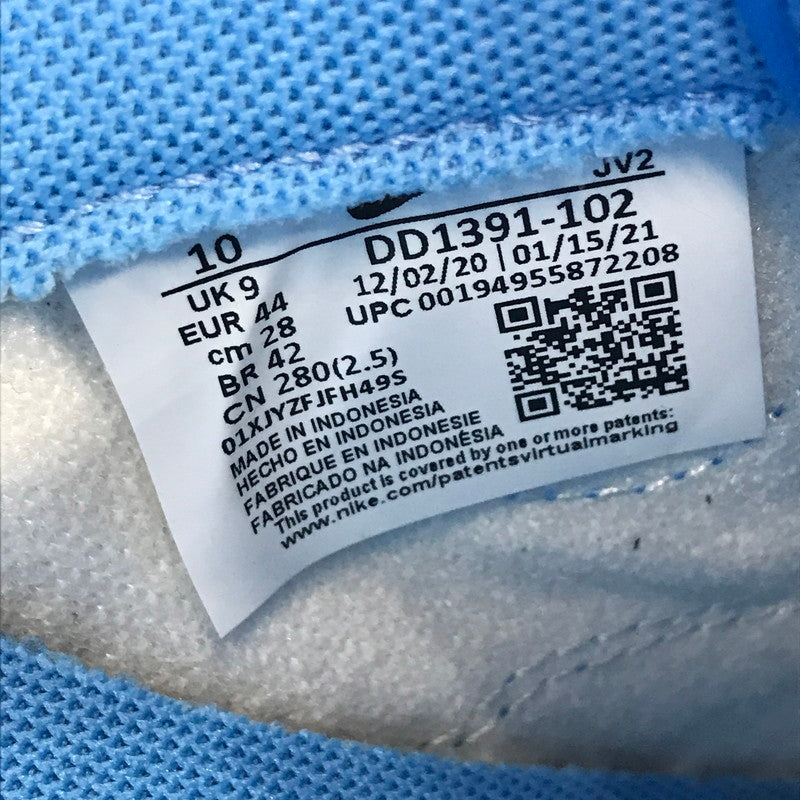 JV2
10
DD1391-102
UK 9
12/02/20 | 01/15/21
EUR 44
UPC 00194955872208
cm 28
BR 42
CN 280(2.5)
01XJYZFJFH49S
MADE IN INDONESIA
HECHO EN INDONESIA
FABRIQUE EN INDONESIE
FABRICADO NA INDONÉSIA
This product is covered by one or more patents:
www.nike.com/patentsvirtualmarking